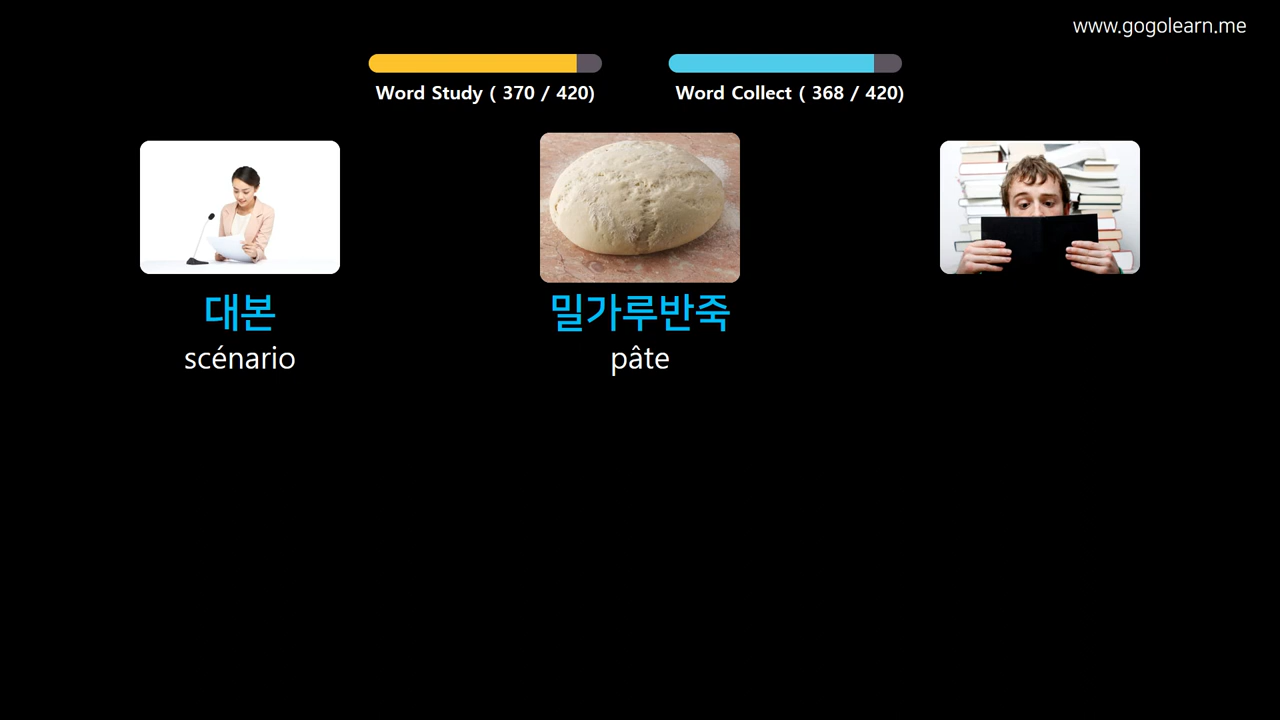 www.gogolearn.me
Word Study ( 370 / 420)
Word Collect ( 368 / 420)
대본
scénario
밀가루반죽
pâte